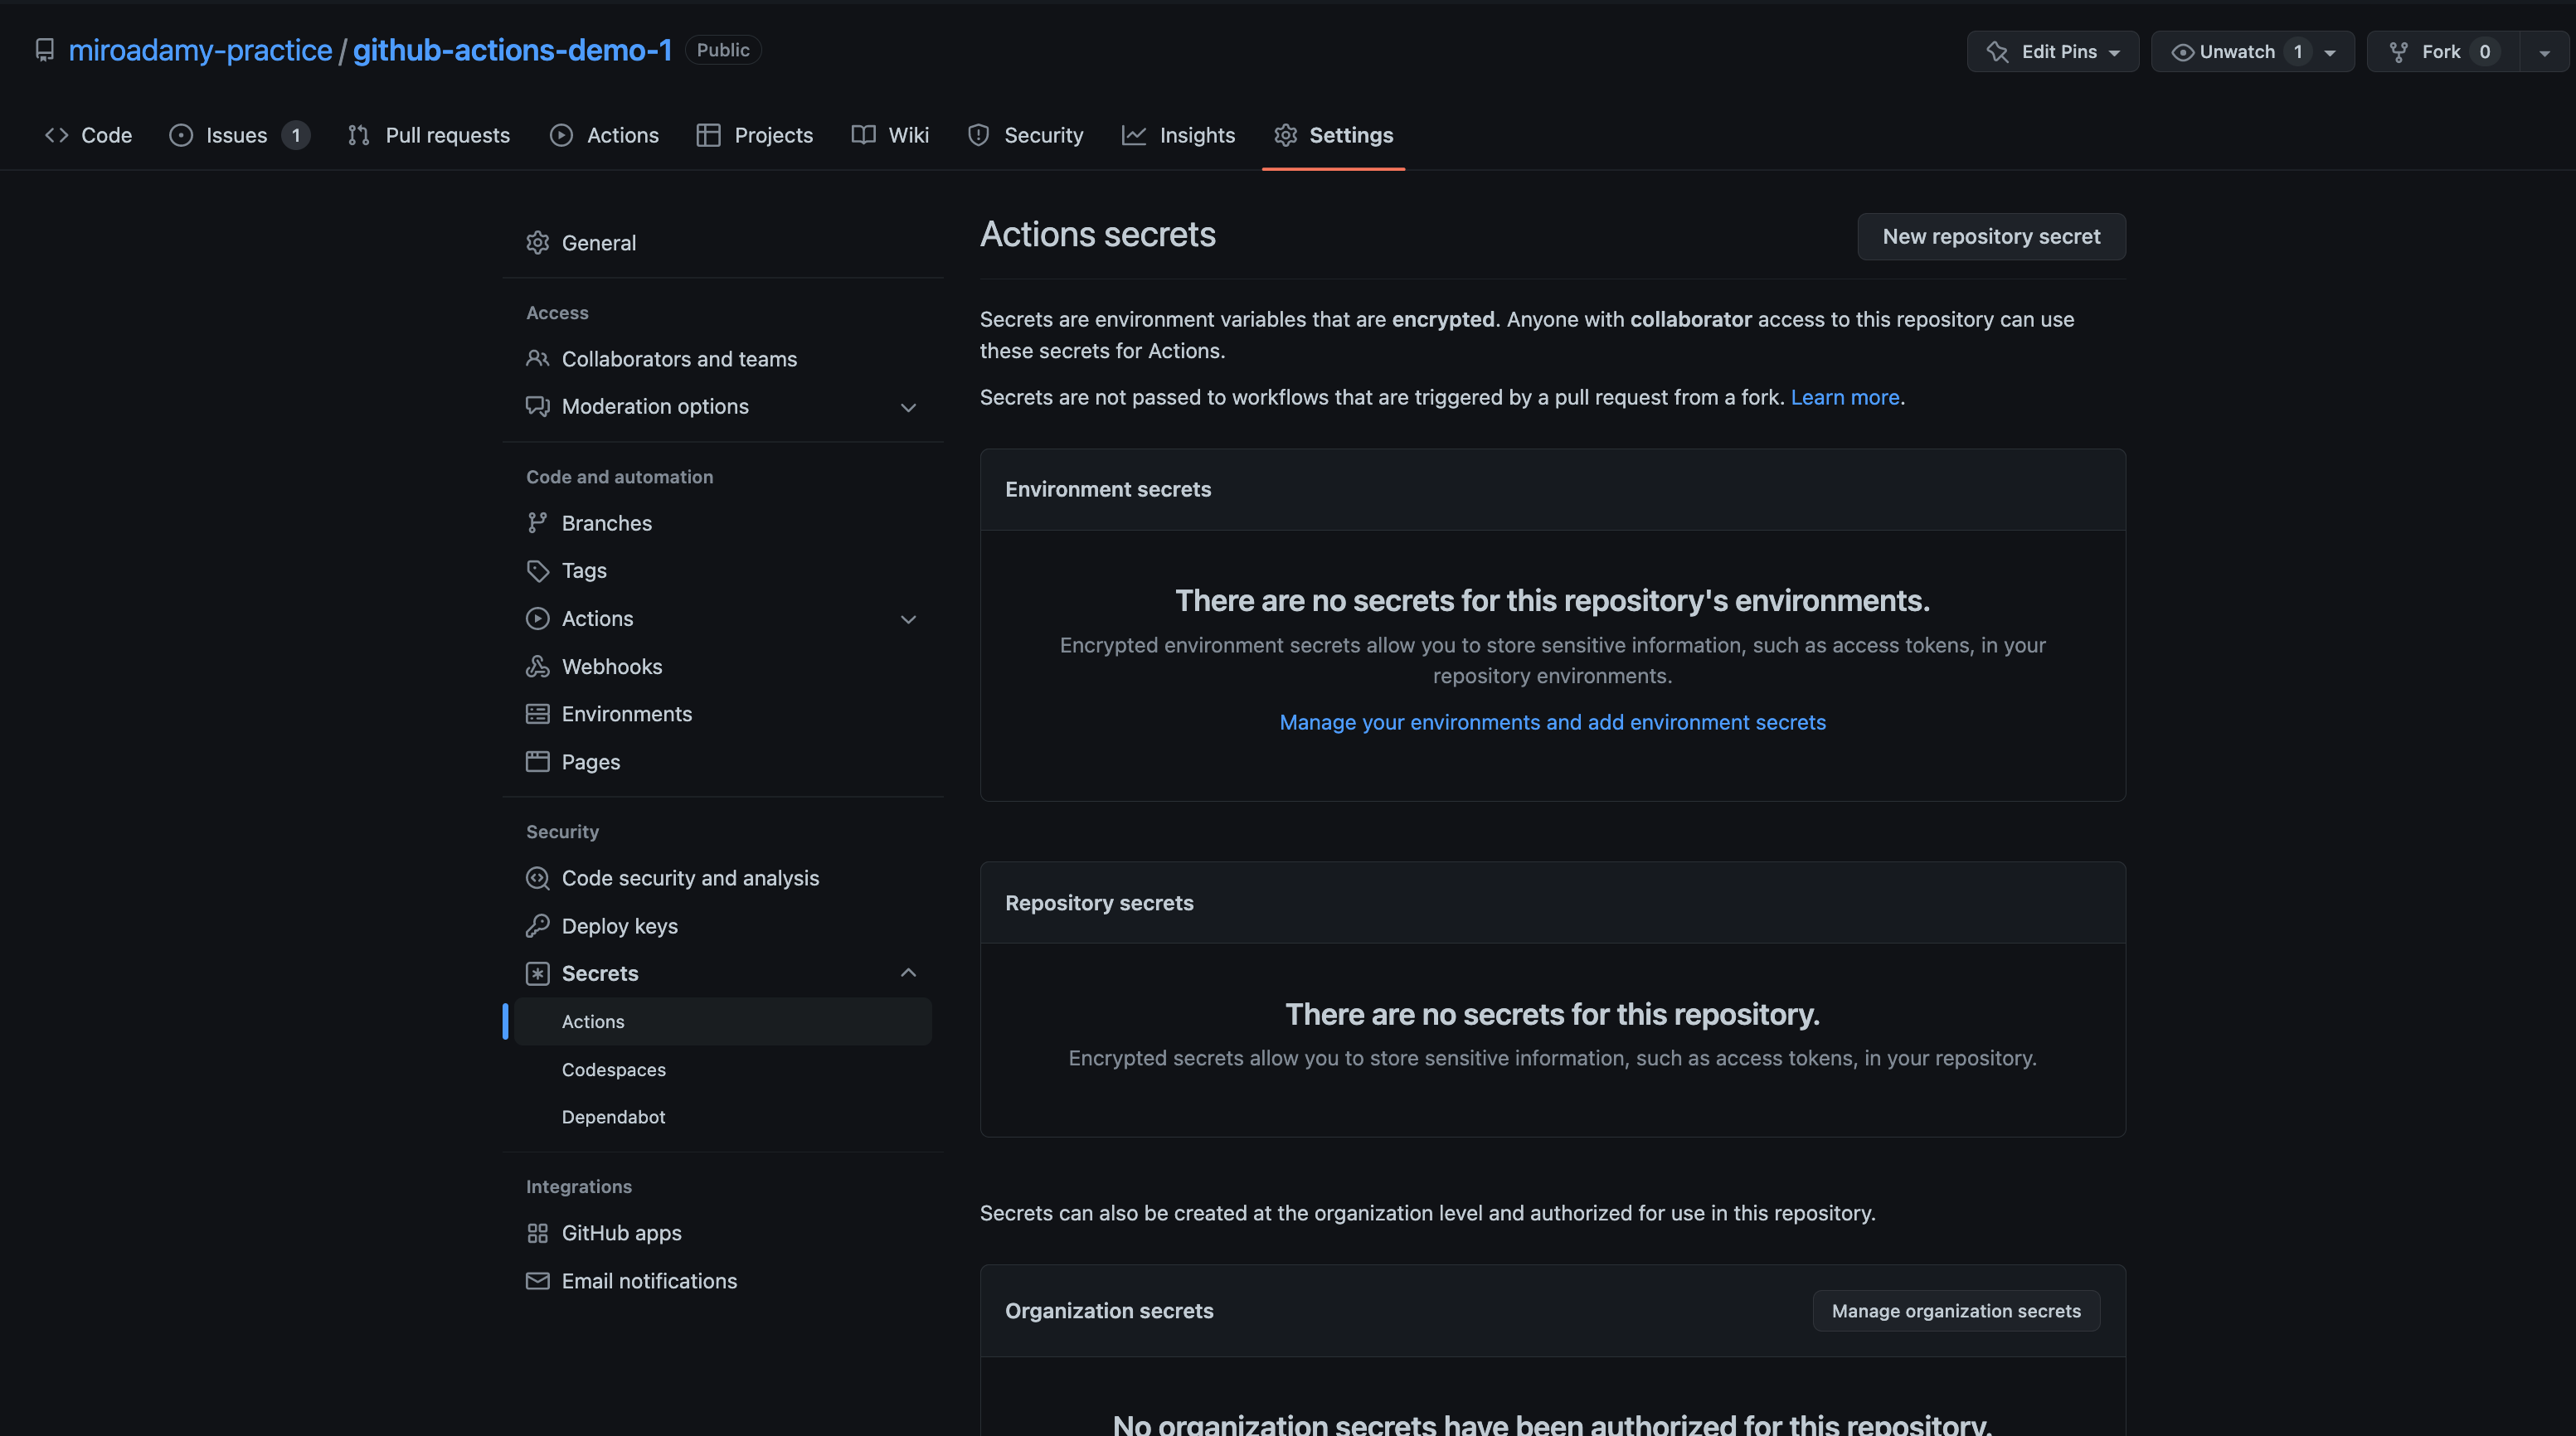 miroadamy-practice / github-actions-demo-1 Public
Edit Pins Unwatch 1 Fork 0
Code Issues 1 Pull requests Actions Projects Wiki Security Insights Settings
General
Access
Collaborators and teams
Moderation options
Code and automation
Branches
Tags
Actions
Webhooks
Environments
Pages
Security
Code security and analysis
Deploy keys
Secrets
Actions
Codespaces
Dependabot
Integrations
GitHub apps
Email notifications
Actions secrets
New repository secret
Secrets are environment variables that are encrypted. Anyone with collaborator access to this repository can use
these secrets for Actions.
Secrets are not passed to workflows that are triggered by a pull request from a fork. Learn more.
Environment secrets
There are no secrets for this repository's environments.
Encrypted environment secrets allow you to store sensitive information, such as access tokens, in your
repository environments.
Manage your environments and add environment secrets
Repository secrets
There are no secrets for this repository.
Encrypted secrets allow you to store sensitive information, such as access tokens, in your repository.
Secrets can also be created at the organization level and authorized for use in this repository.
Organization secrets
Manage organization secrets
No organization secrets have been authorized for this repository.